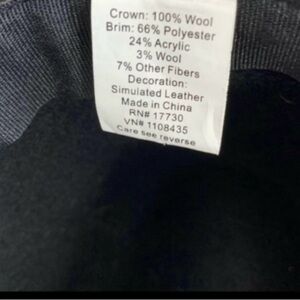 Crown: 100% Wool
Brim: 66% Polyester
24% Acrylic
3% Wool
7% Other Fibers
Decoration:
Simulated Leather
Made in China
RN# 17730
VN# 1108435
Care see reverse